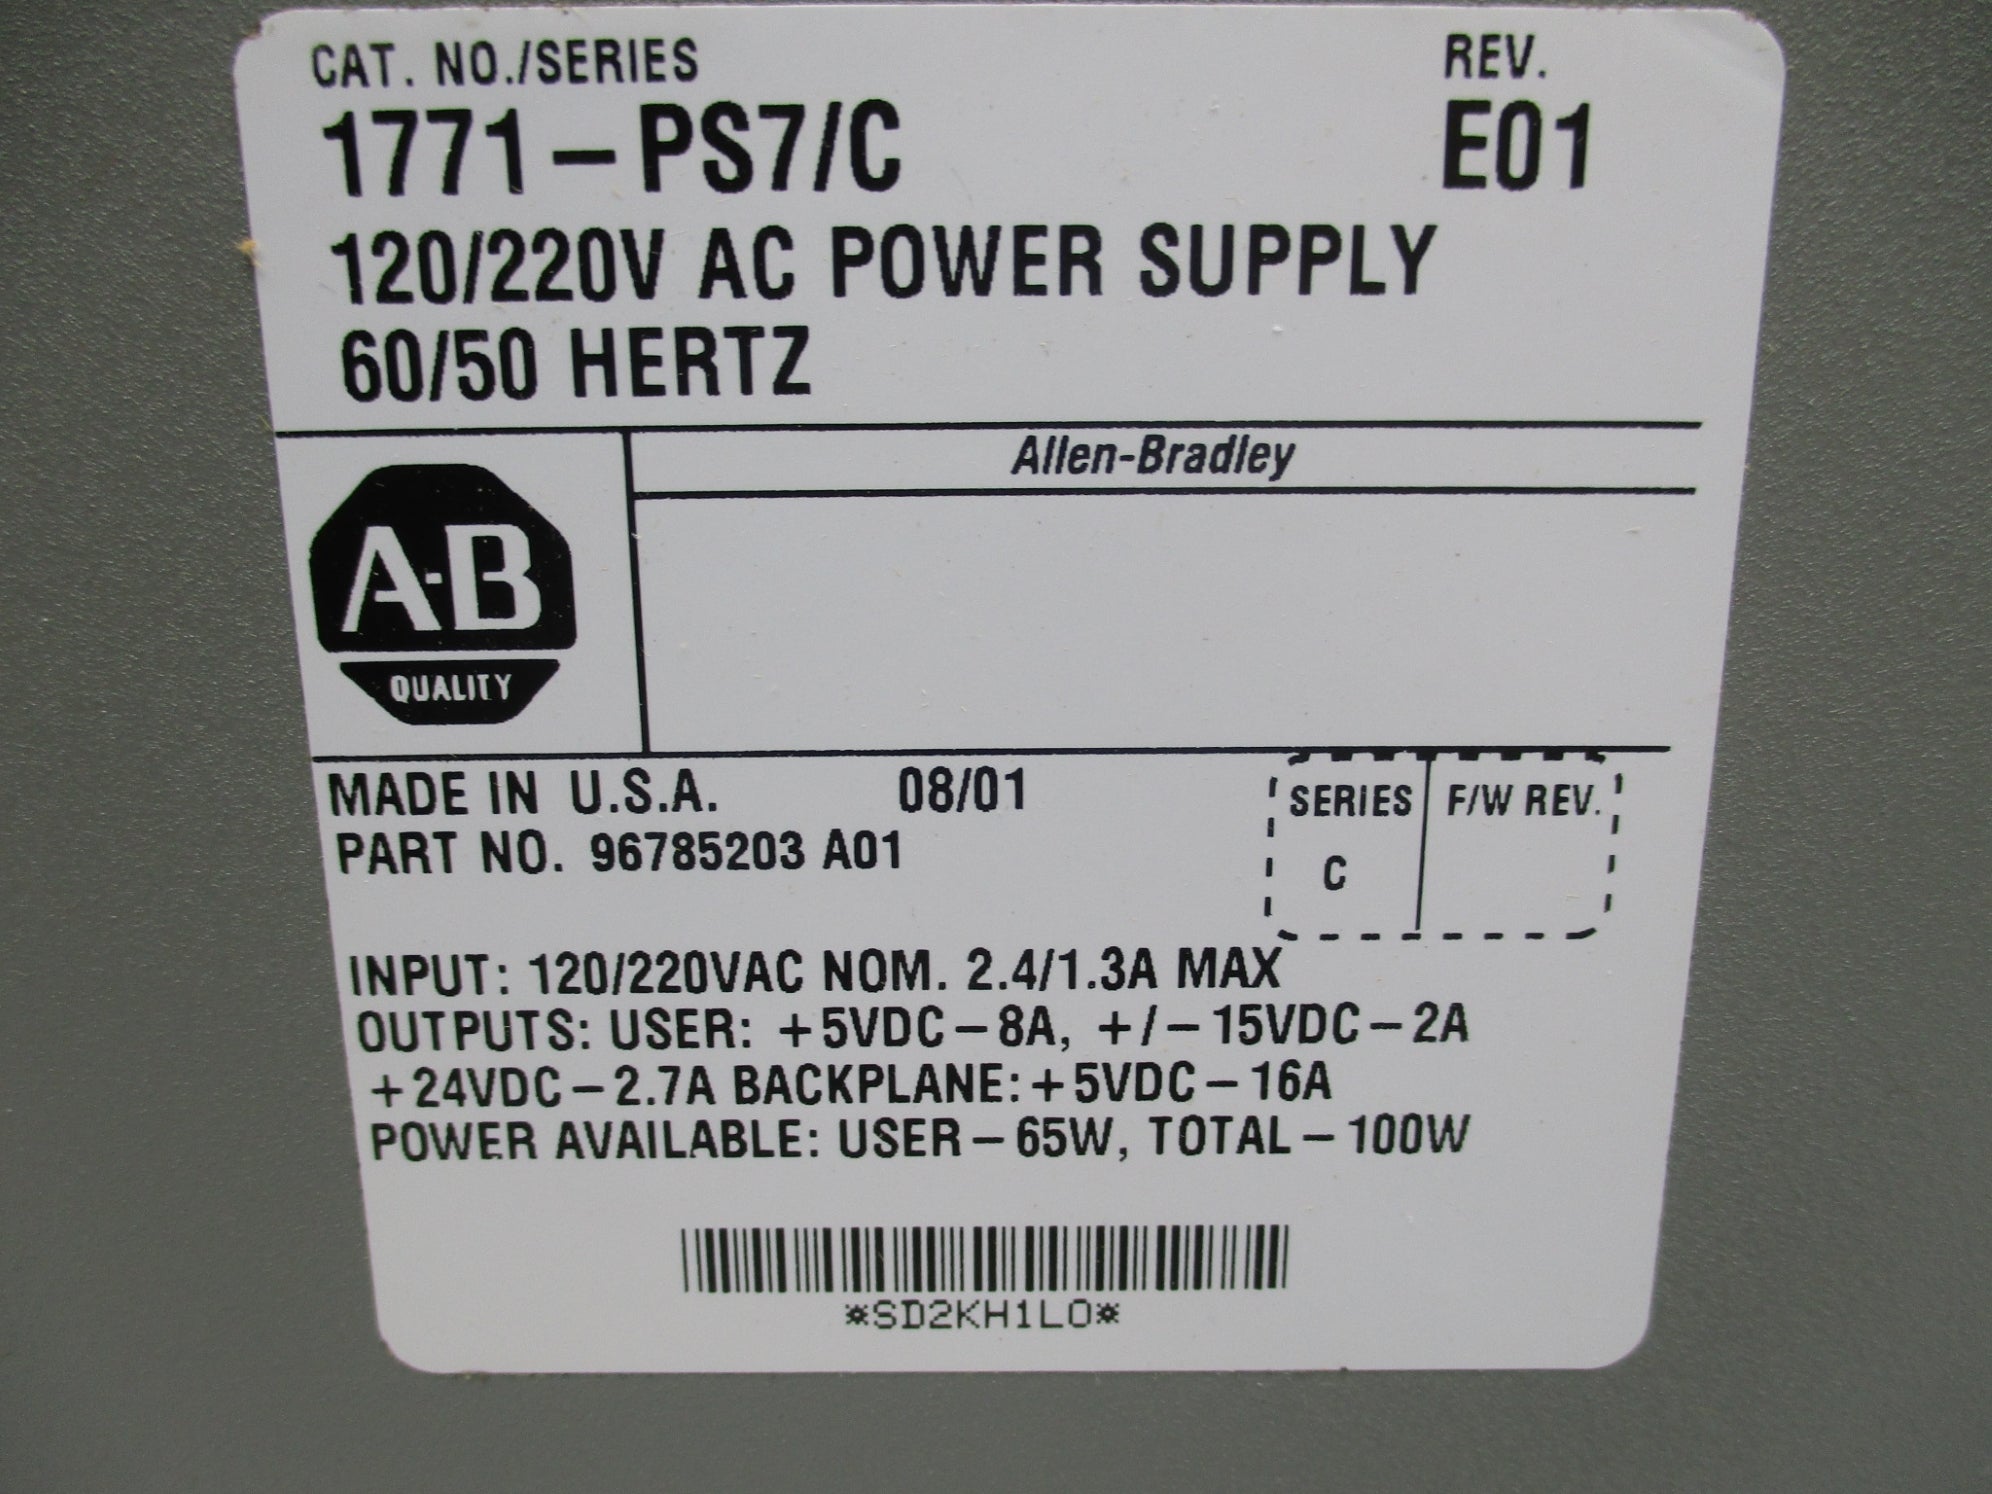 CAT. NO./SERIES REV.
1771-PS7/C E01
120/220V AC POWER SUPPLY
60/50 HERTZ
Allen-Bradley
A-B
QUALITY
MADE IN U.S.A. 08/01
PART NO. 96785203 A01
SERIES F/W REV.
C
INPUT: 120/220VAC NOM. 2.4/1.3A MAX
OUTPUTS: USER: +5VDC-8A, +/-15VDC-2A
+24VDC-2.7A BACKPLANE:+5VDC-16A
POWER AVAILABLE: USER-65W, TOTAL-100W
*SD2KH1LO*